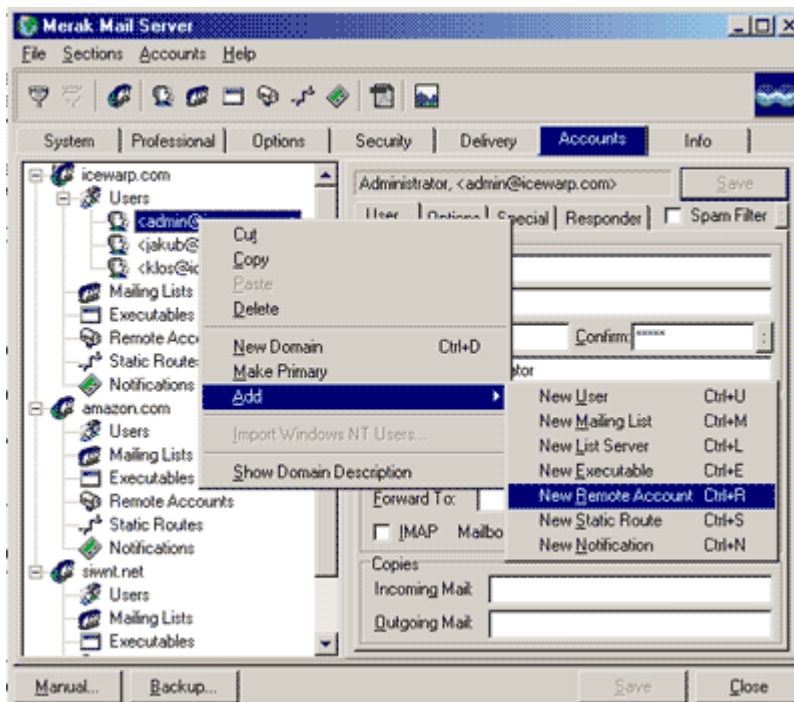 Merak Mail Server
File Sections Accounts Help
System Professional Options Security Delivery Accounts Info
icewarp.com
Users
<admin@
<jakub@
<klos@ic
Mailing Lists
Executables
Remote Acc
Static Route
Notifications
amazon.com
Users
Mailing Lists
Executables
Remote Accounts
Static Routes
Notifications
siwnt.net
Users
Mailing Lists
Executables
Administrator, <admin@icewarp.com> Save
User Options Special Responder Spam Filter
Confirm: *****
Forward To:
IMAP Mailbo
Copies
Incoming Mail:
Outgoing Mail:
Cut
Copy
Paste
Delete
New Domain Ctrl+D
Make Primary
Add
Import Windows NT Users...
Show Domain Description
New User Ctrl+U
New Mailing List Ctrl+M
New List Server Ctrl+L
New Executable Ctrl+E
New Remote Account Ctrl+R
New Static Route Ctrl+S
New Notification Ctrl+N
Manual... Backup... Save Close